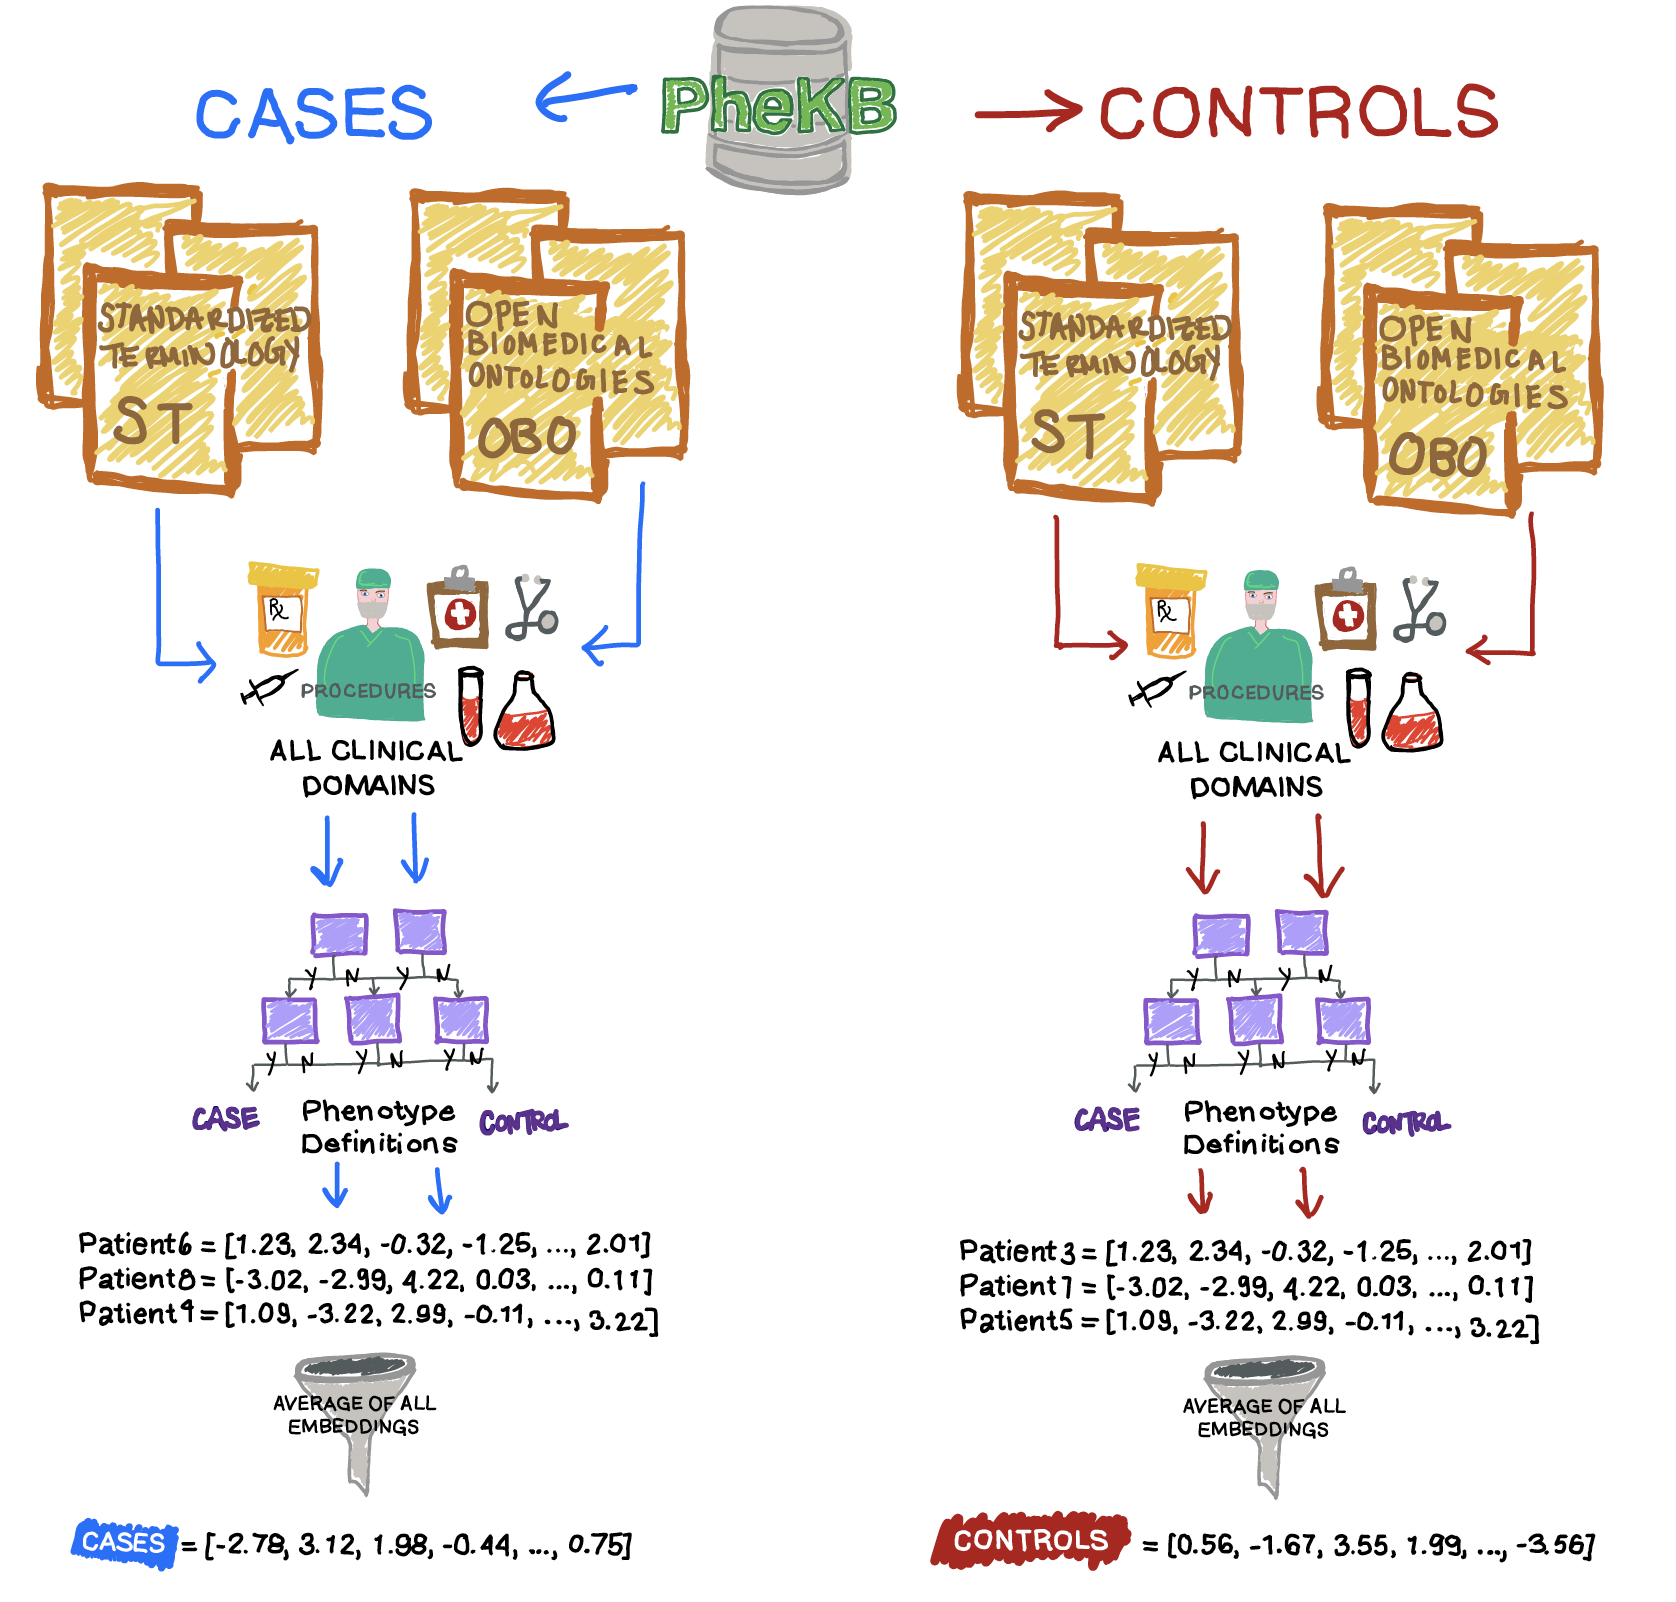 PheKB
CASES
CONTROLS
STANDARDIZED
TERMINOLOGY
ST
OPEN
BIOMEDICAL
ONTOLOGIES
OBO
STANDARDIZED
TERMINOLOGY
ST
OPEN
BIOMEDICAL
ONTOLOGIES
OBO
Rx
PROCEDURES
ALL CLINICAL
DOMAINS
Rx
PROCEDURES
ALL CLINICAL
DOMAINS
Y N Y N
Y N Y N Y N
CASE
Phenotype
Definitions
CONTROL
Y N Y N
Y N Y N Y N
CASE
Phenotype
Definitions
CONTROL
Patient6 = [1.23, 2.34, -0.32, -1.25, ..., 2.01]
Patient8 = [-3.02, -2.99, 4.22, 0.03, ..., 0.11]
Patient9 = [1.09, -3.22, 2.99, -0.11, ..., 3.22]
Patient3 = [1.23, 2.34, -0.32, -1.25, ..., 2.01]
Patient7 = [-3.02, -2.99, 4.22, 0.03, ..., 0.11]
Patient5 = [1.09, -3.22, 2.99, -0.11, ..., 3.22]
AVERAGE OF ALL
EMBEDDINGS
AVERAGE OF ALL
EMBEDDINGS
CASES = [-2.78, 3.12, 1.98, -0.44, ..., 0.75]
CONTROLS = [0.56, -1.67, 3.55, 1.99, ..., -3.56]